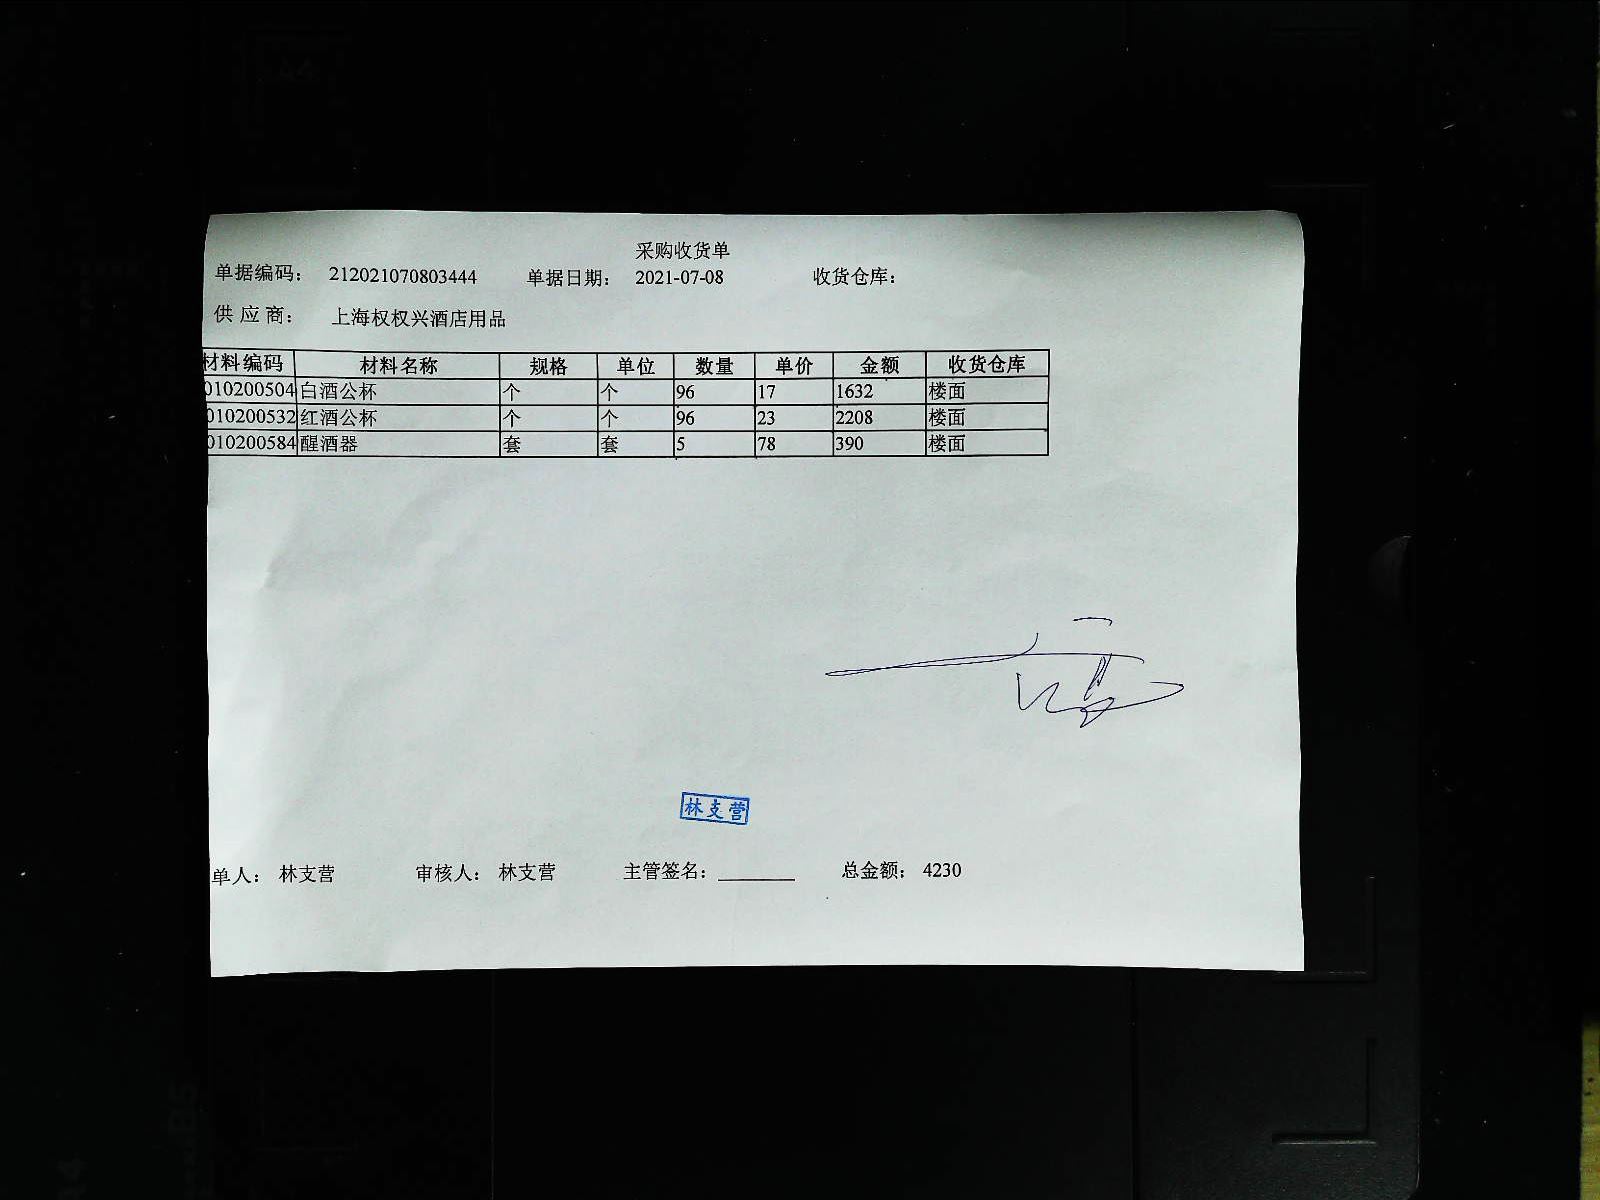 采购收货单
单据编码： 212021070803444 单据日期： 2021-07-08 收货仓库：
供 应 商： 上海权权兴酒店用品
材料编码 材料名称 规格 单位 数量 单价 金额 收货仓库
010200504 白酒公杯 个 个 96 17 1632 楼面
010200532 红酒公杯 个 个 96 23 2208 楼面
010200584 醒酒器 套 套 5 78 390 楼面
林支营
单人： 林支营 审核人： 林支营 主管签名：________ 总金额： 4230